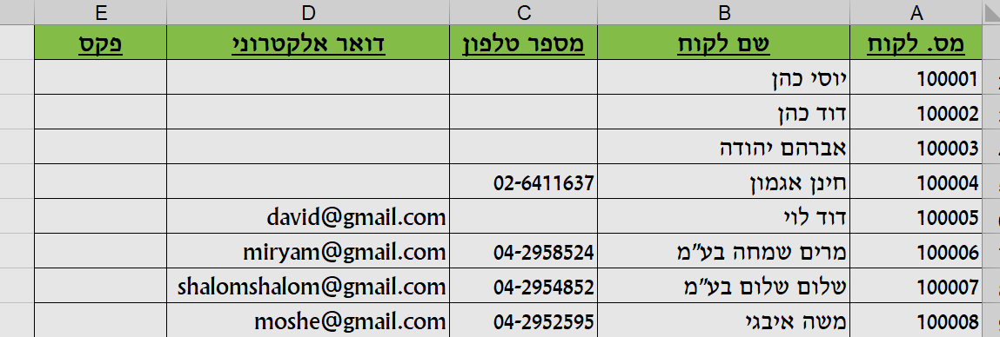 A B C D E
מס. לקוח שם לקוח מספר טלפון דואר אלקטרוני פקס
100001 יוסי כהן
100002 דוד כהן
100003 אברהם יהודה
100004 חינן אגמון 02-6411637
100005 דוד לוי david@gmail.com
100006 מרים שמחה בע"מ 04-2958524 miryam@gmail.com
100007 שלום שלום בע"מ 04-2954852 shalomshalom@gmail.com
100008 משה איבגי 04-2952595 moshe@gmail.com